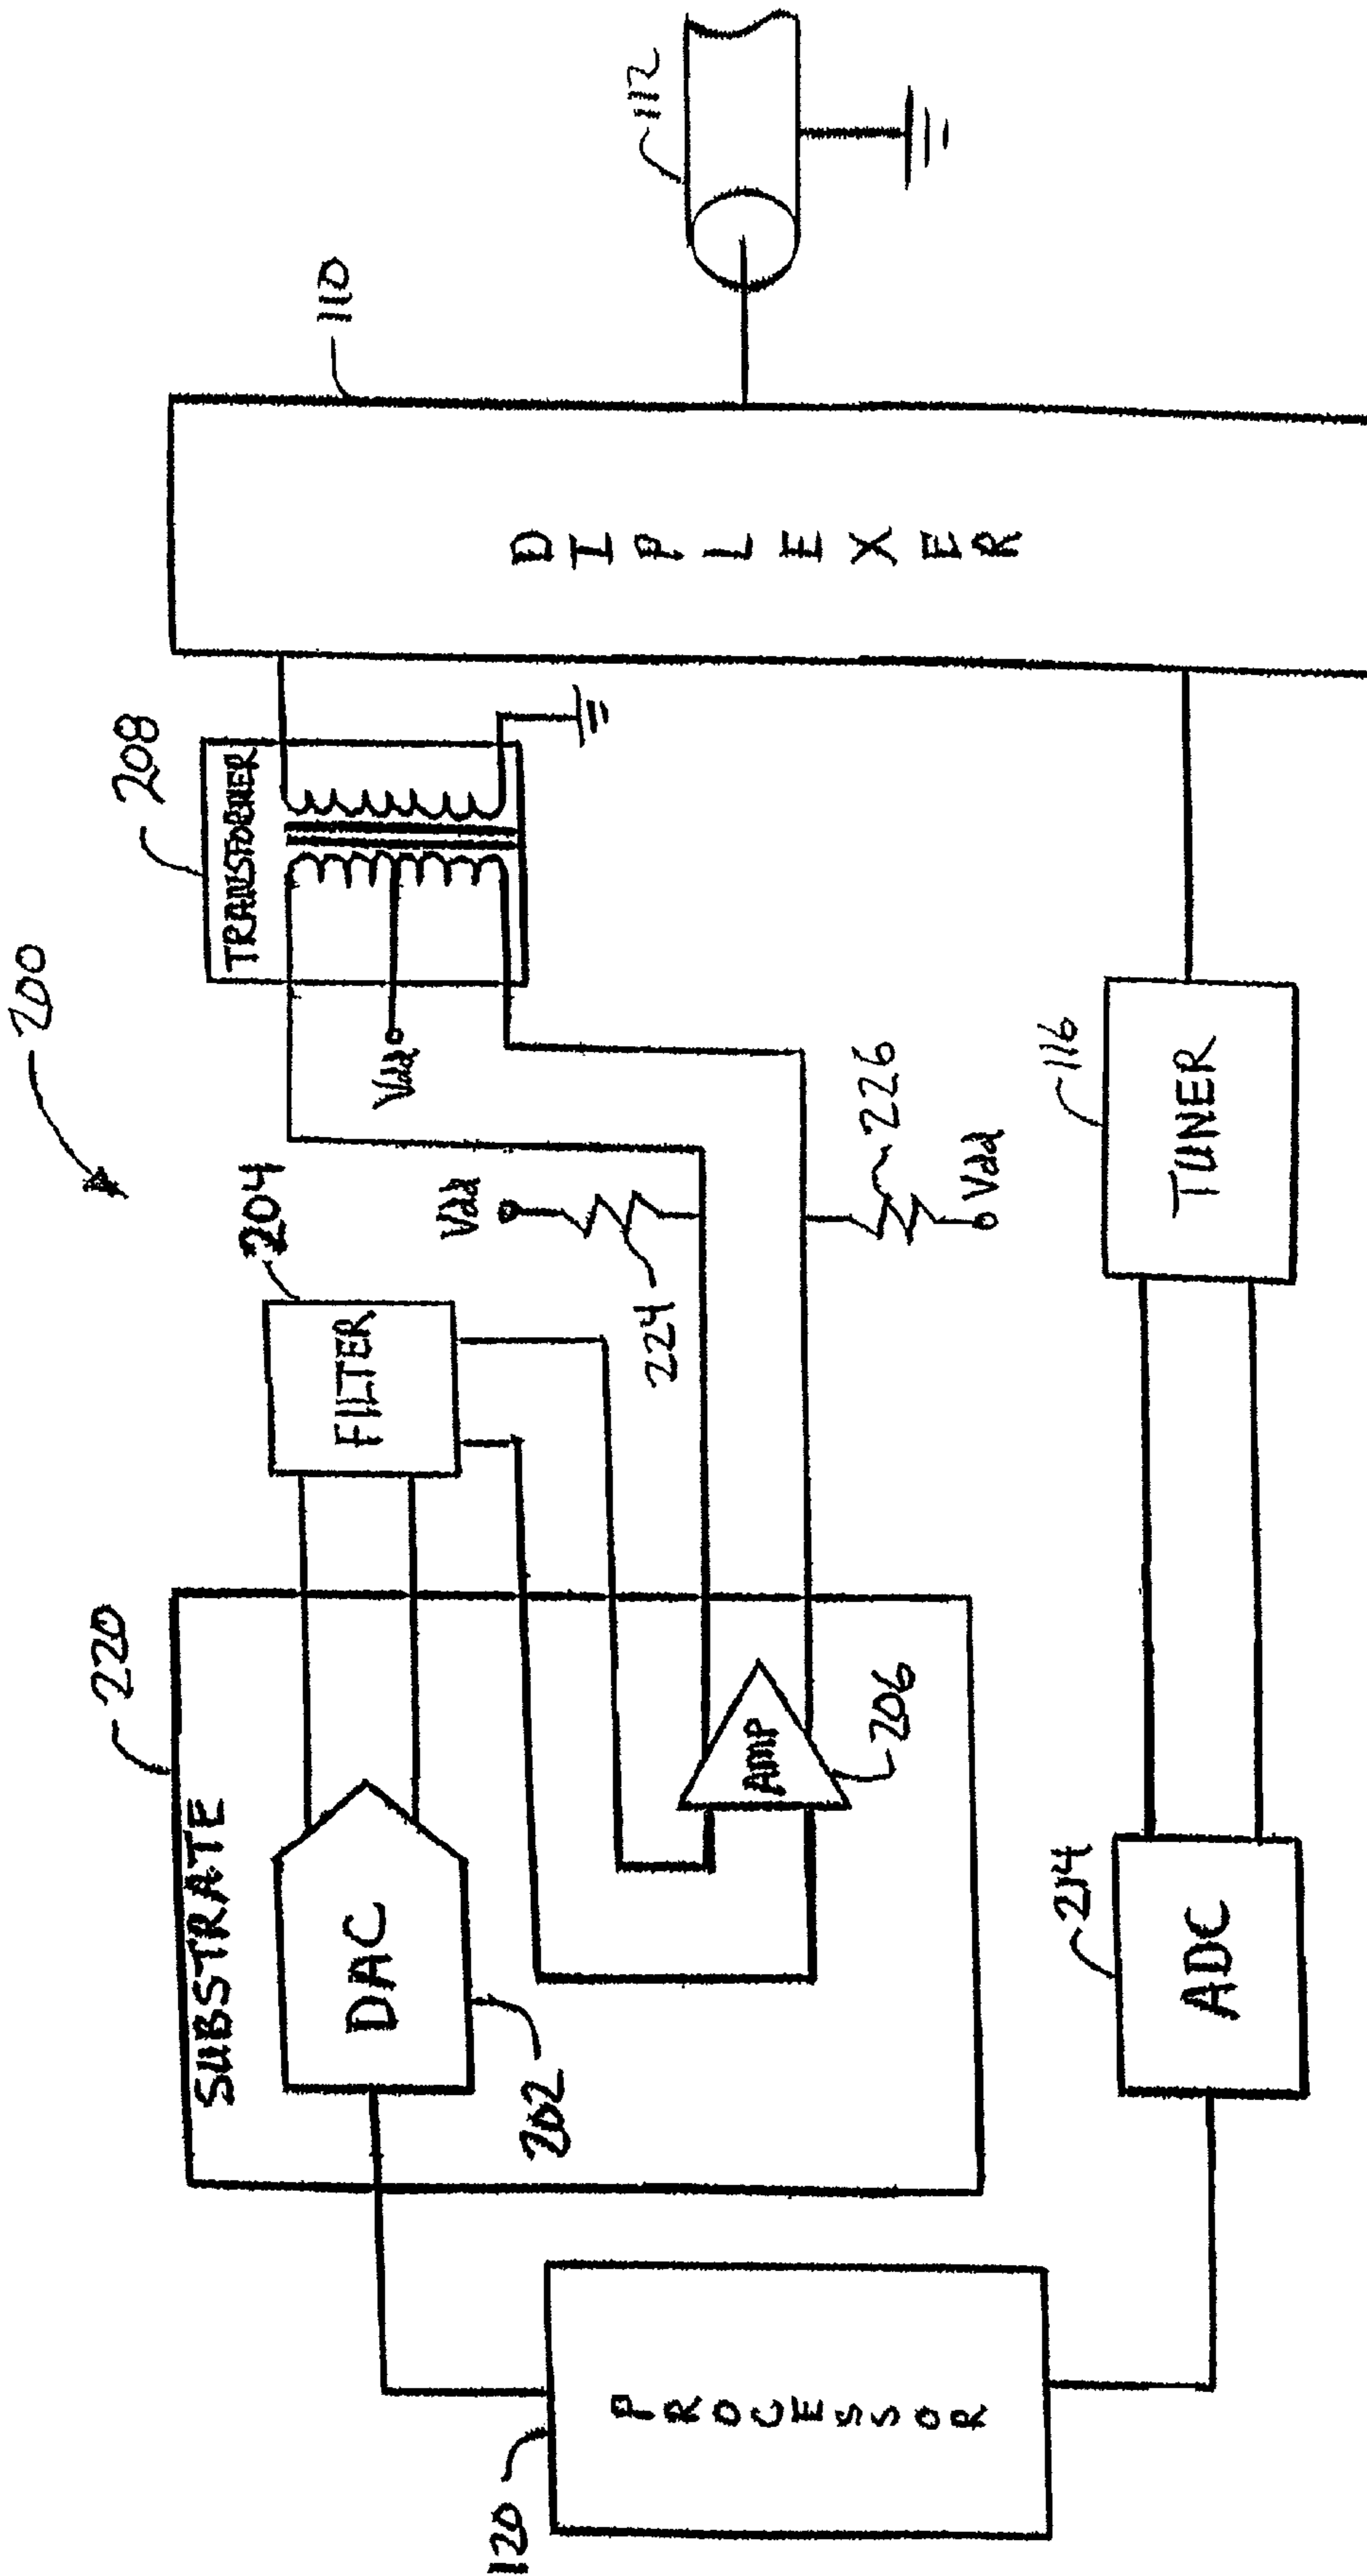 200
220
SUBSTRATE
DAC
202
204
FILTER
AMP
206
208
TRANSFORMER
Vdd
Vdd
224
226
Vdd
110
DIPLEXER
112
120
PROCESSOR
214
ADC
116
TUNER